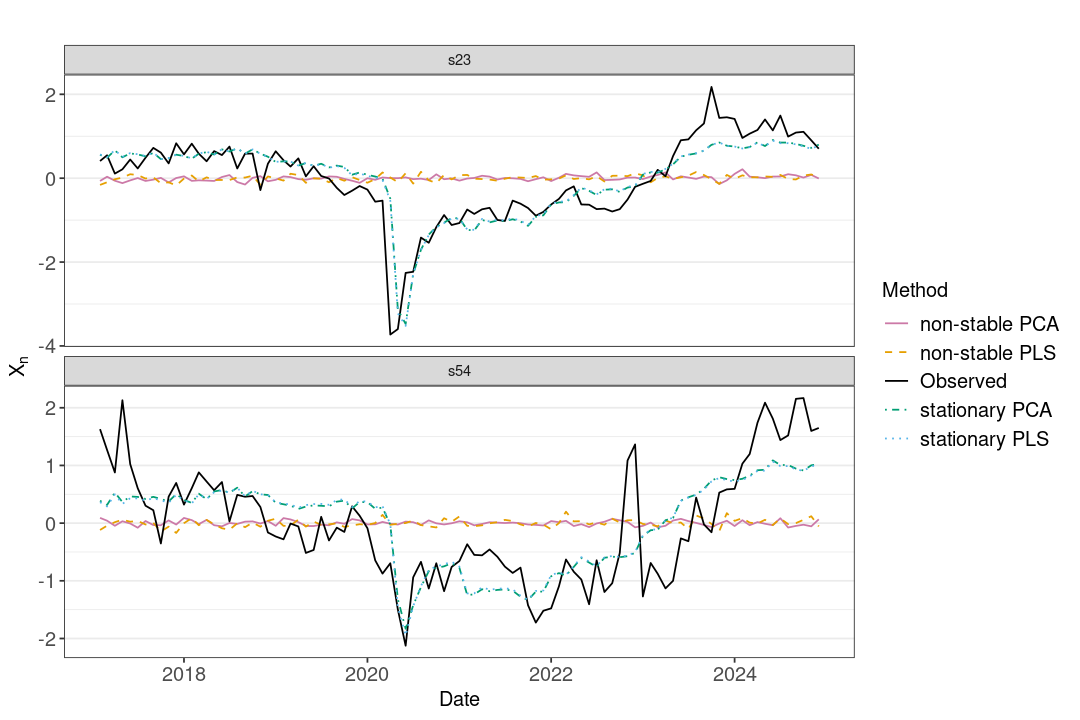 s23
2
0
-2
-4
s54
2
1
0
-1
-2
Xn
2018 2020 2022 2024
Date
Method
non-stable PCA
non-stable PLS
Observed
stationary PCA
stationary PLS